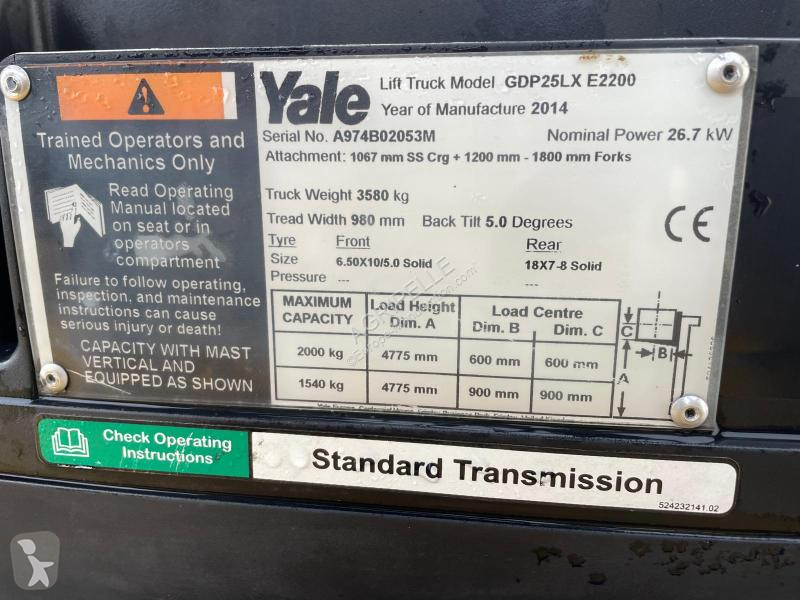 Trained Operators and
Mechanics Only
Read Operating
Manual located
on seat or in
operators
compartment
Failure to follow operating,
inspection, and maintenance
instructions can cause
serious injury or death!
CAPACITY WITH MAST
VERTICAL AND
EQUIPPED AS SHOWN
Yale Lift Truck Model GDP25LX E2200
Year of Manufacture 2014
Serial No. A974B02053M Nominal Power 26.7 kW
Attachment: 1067 mm SS Crg + 1200 mm - 1800 mm Forks
Truck Weight 3580 kg
Tread Width 980 mm Back Tilt 5.0 Degrees
CE
Tyre Front Rear
Size 6.50X10/5.0 Solid 18X7-8 Solid
Pressure --- ---
MAXIMUM CAPACITY Load Height Dim. A Load Centre Dim. B Dim. C
2000 kg 4775 mm 600 mm 600 mm
1540 kg 4775 mm 900 mm 900 mm
C
B
A
AGRIPELLE
Check Operating
Instructions
Standard Transmission
524232141.02